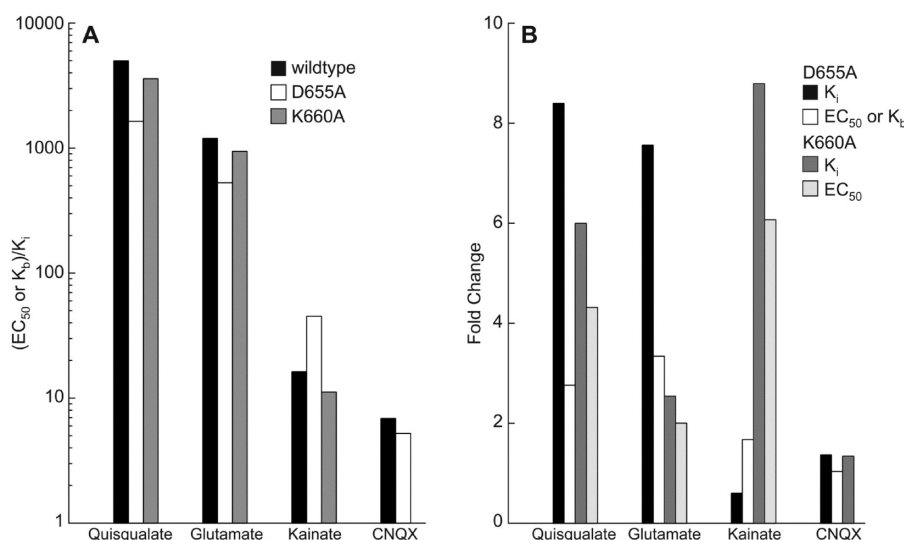 A
10000
1000
100
10
1
(EC50 or Kb)/Ki
wildtype
D655A
K660A
Quisqualate
Glutamate
Kainate
CNQX
B
10
8
6
4
2
0
Fold Change
D655A
Ki
EC50 or Kb
K660A
Ki
EC50
Quisqualate
Glutamate
Kainate
CNQX